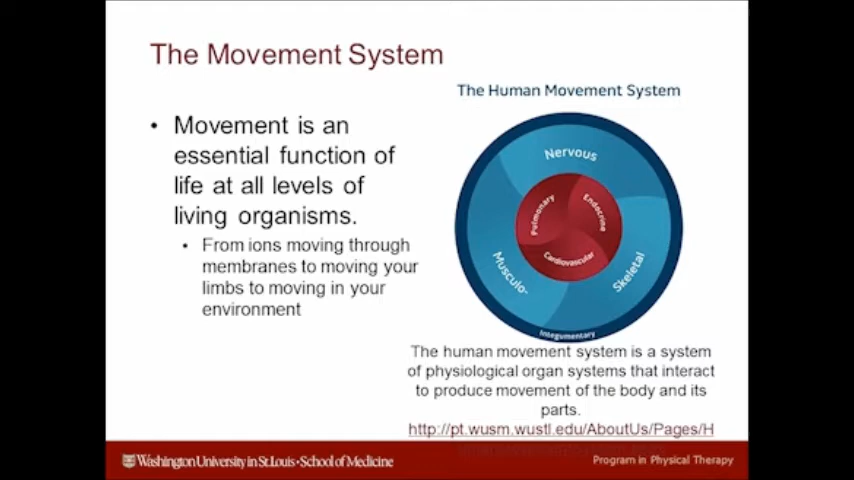 The Movement System
The Human Movement System
• Movement is an
essential function of
life at all levels of
living organisms.
• From ions moving through
membranes to moving your
limbs to moving in your
environment
Nervous
Pulmonary
Endocrine
Cardiovascular
Musculo-
Skeletal
Integumentary
The human movement system is a system
of physiological organ systems that interact
to produce movement of the body and its
parts.
http://pt.wusm.wustl.edu/AboutUs/Pages/H
Washington University in St. Louis • School of Medicine
Program in Physical Therapy